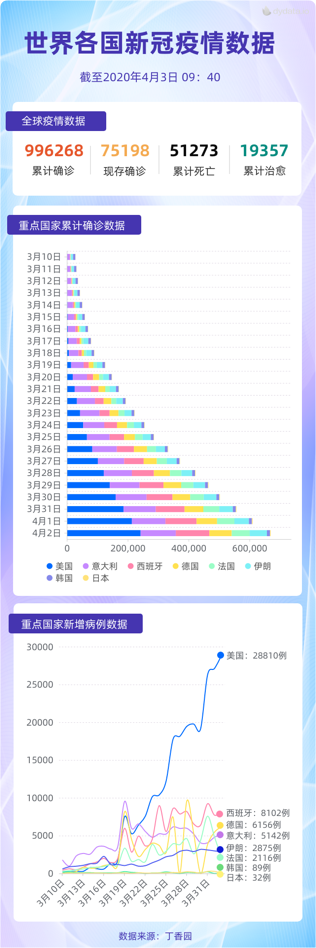 世界各国新冠疫情数据
截至2020年4月3日 09：40
全球疫情数据
996268 75198 51273 19357
累计确诊 现存确诊 累计死亡 累计治愈
重点国家累计确诊数据
3月10日
3月11日
3月12日
3月13日
3月14日
3月15日
3月16日
3月17日
3月18日
3月19日
3月20日
3月21日
3月22日
3月23日
3月24日
3月25日
3月26日
3月27日
3月28日
3月29日
3月30日
3月31日
4月1日
4月2日
0 200,000 400,000 600,000
美国 意大利 西班牙 德国 法国 伊朗
韩国 日本
重点国家新增病例数据
30000
25000
20000
15000
10000
5000
0
美国：28810例
西班牙：8102例
德国：6156例
意大利：5142例
伊朗：2875例
法国：2116例
韩国：89例
日本：32例
3月10日 3月13日 3月16日 3月19日 3月22日 3月25日 3月28日 3月31日
数据来源：丁香园